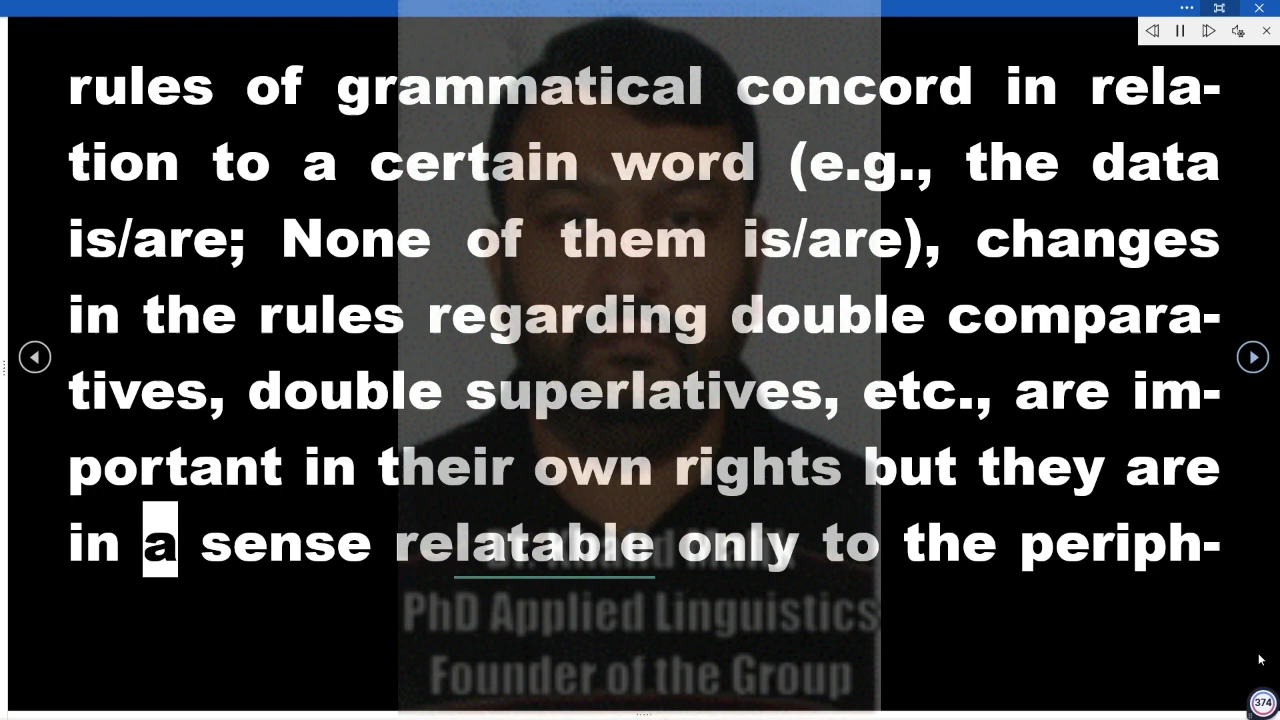 rules of grammatical concord in rela-
tion to a certain word (e.g., the data
is/are; None of them is/are), changes
in the rules regarding double compara-
tives, double superlatives, etc., are im-
portant in their own rights but they are
in a sense relatabie only to the periph-
PhD Applied Linguistics
Founder of the Group
374